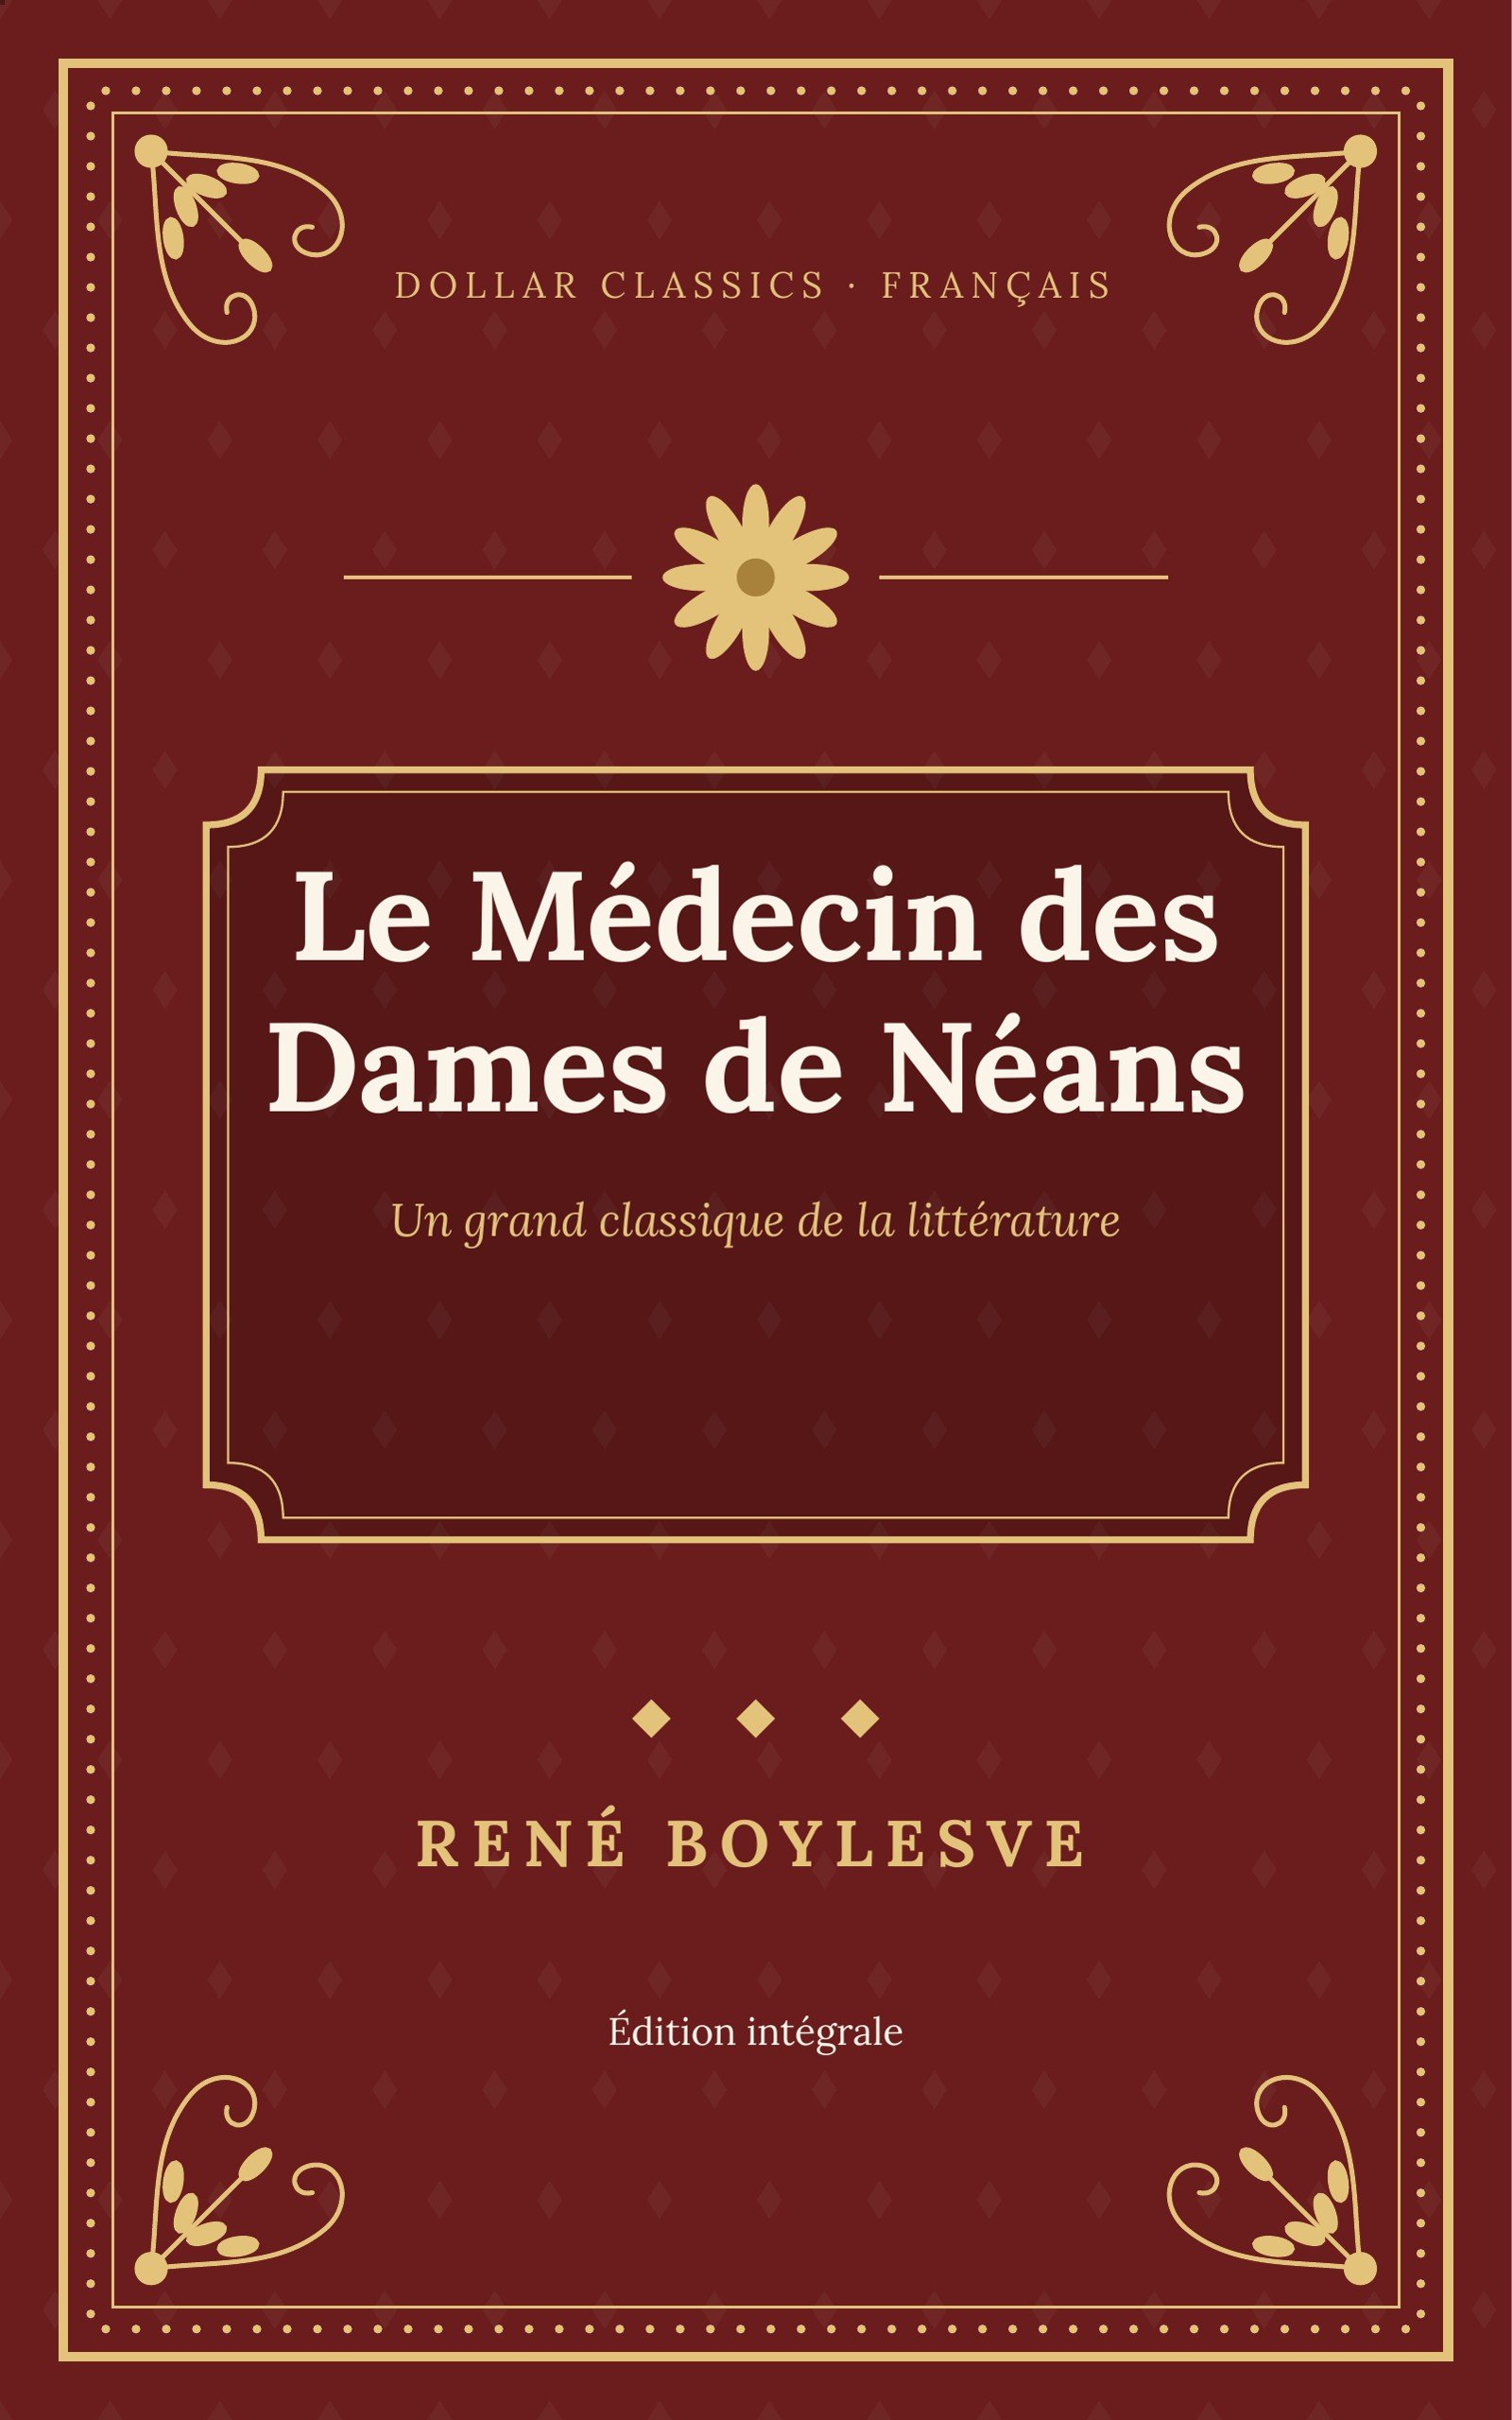 DOLLAR CLASSICS · FRANÇAIS
Le Médecin des
Dames de Néans
Un grand classique de la littérature
RENÉ BOYLESVE
Édition intégrale